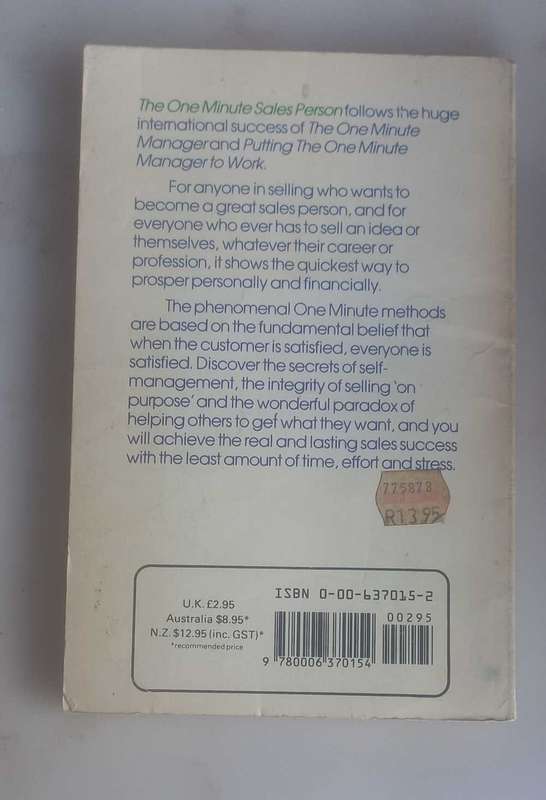 The One Minute Sales Person follows the huge
international success of The One Minute
Manager and Putting The One Minute
Manager to Work.
For anyone in selling who wants to
become a great sales person, and for
everyone who ever has to sell an idea or
themselves, whatever their career or
profession, it shows the quickest way to
prosper personally and financially.
The phenomenal One Minute methods
are based on the fundamental belief that
when the customer is satisfied, everyone is
satisfied. Discover the secrets of self-
management, the integrity of selling 'on
purpose' and the wonderful paradox of
helping others to get what they want, and you
will achieve the real and lasting sales success
with the least amount of time, effort and stress.
775878
R13.95
U.K. £2.95
Australia $8.95*
N.Z. $12.95 (inc. GST)*
*recommended price
ISBN 0-00-637015-2
00295
9 780006 370154